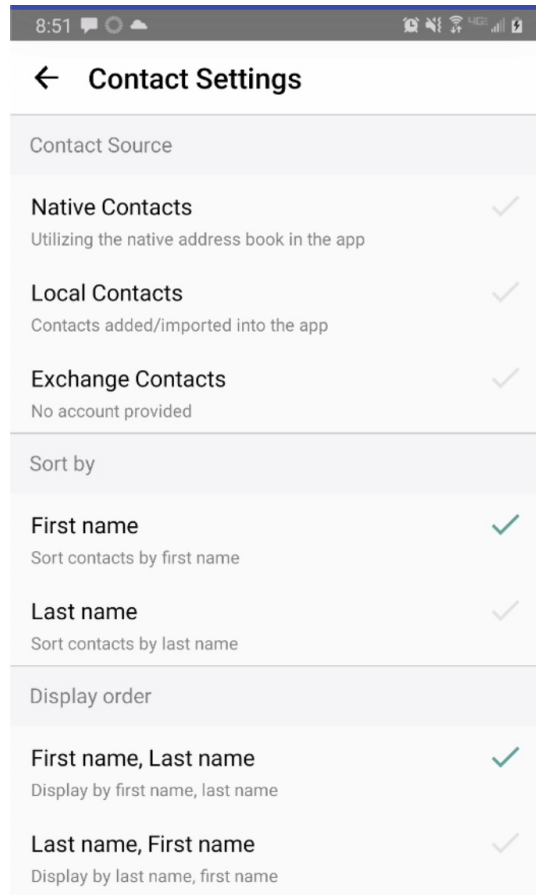 8:51
4GE
Contact Settings
Contact Source
Native Contacts
Utilizing the native address book in the app
Local Contacts
Contacts added/imported into the app
Exchange Contacts
No account provided
Sort by
First name
Sort contacts by first name
Last name
Sort contacts by last name
Display order
First name, Last name
Display by first name, last name
Last name, First name
Display by last name, first name